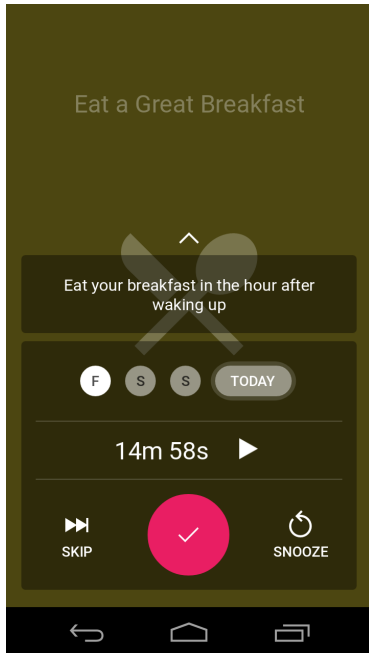 Eat a Great Breakfast
Eat your breakfast in the hour after
waking up
F S S TODAY
14m 58s
SKIP SNOOZE